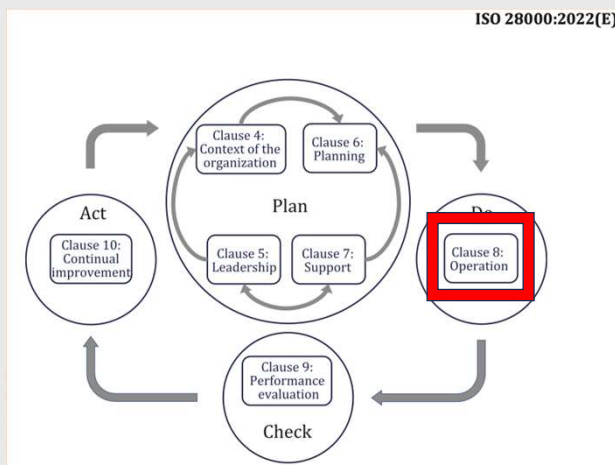 ISO 28000:2022(E)
Clause 4:
Context of the
organization
Clause 6:
Planning
Plan
Clause 5:
Leadership
Clause 7:
Support
Act
Clause 10:
Continual
improvement
Do
Clause 8:
Operation
Clause 9:
Performance
evaluation
Check